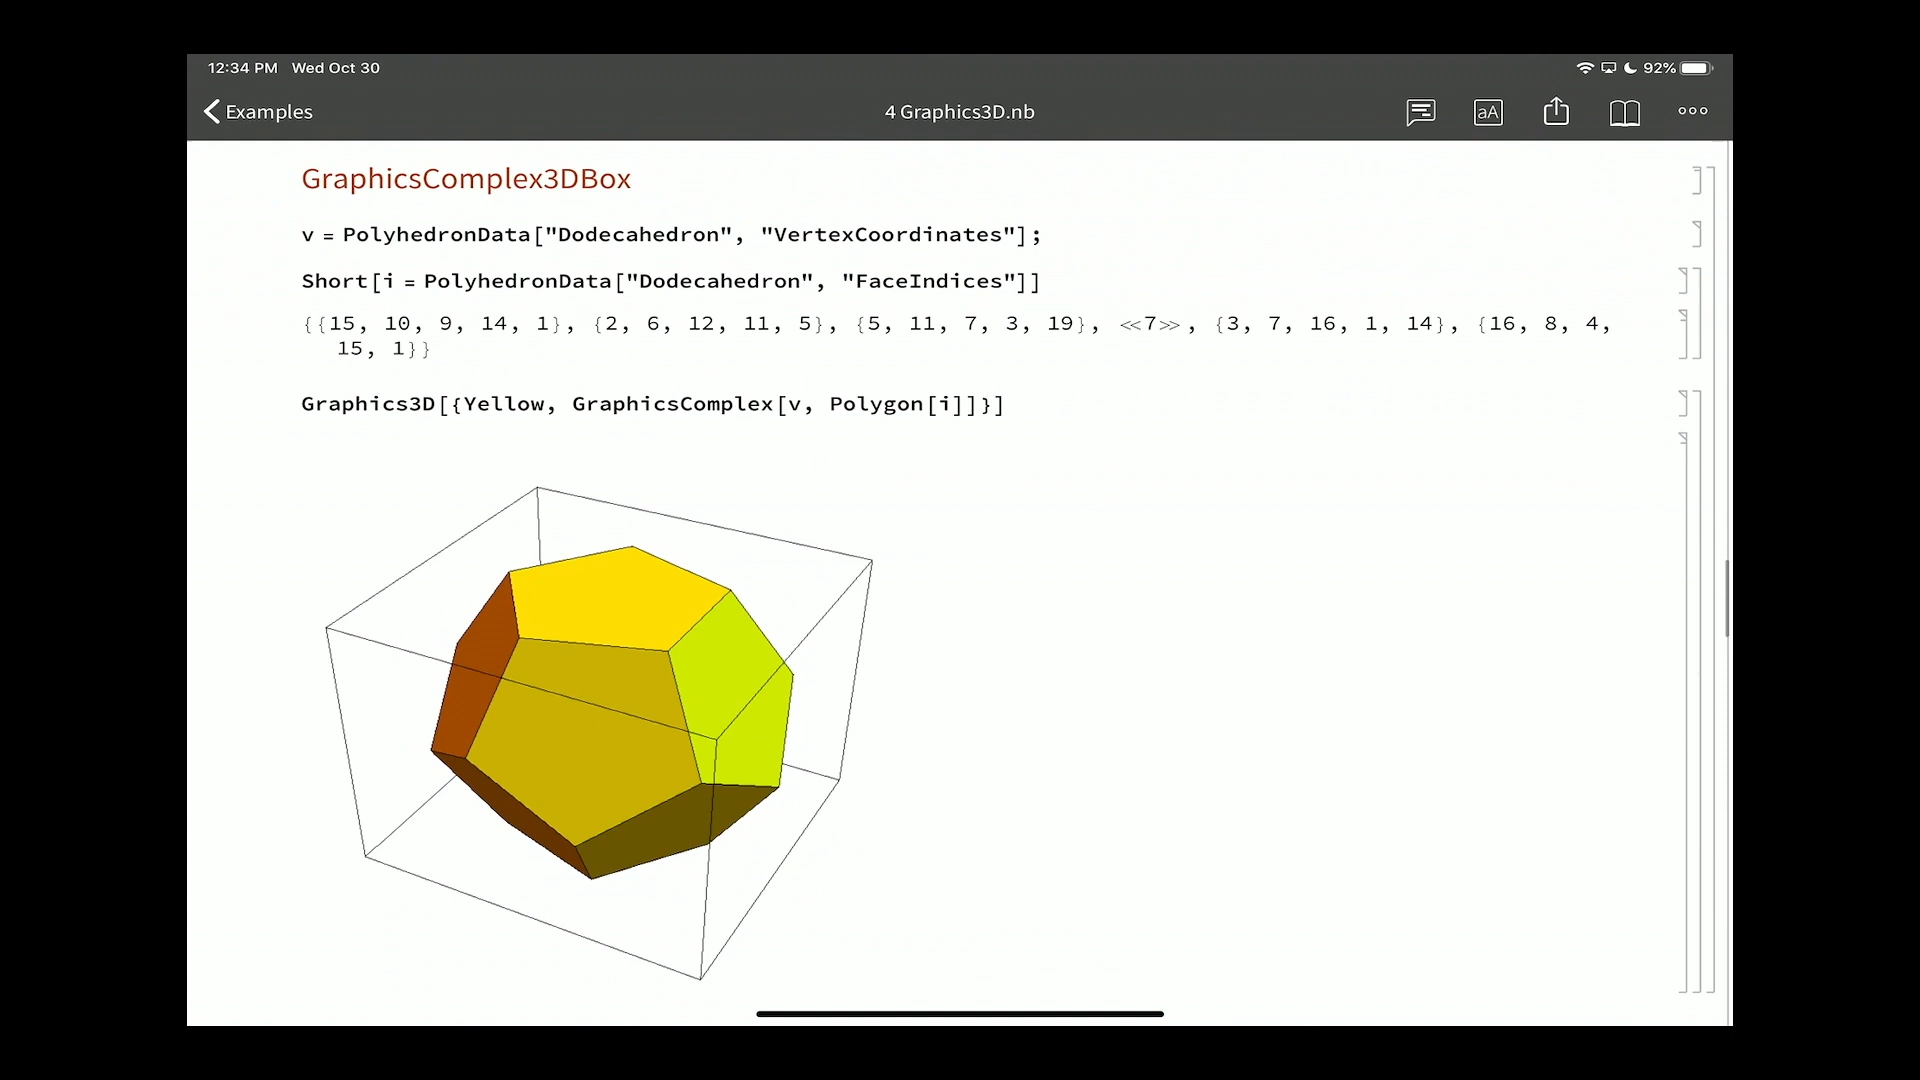 12:34 PM Wed Oct 30 92%
Examples 4 Graphics3D.nb aA
GraphicsComplex3DBox
v = PolyhedronData["Dodecahedron", "VertexCoordinates"];
Short[i = PolyhedronData["Dodecahedron", "FaceIndices"]]
{{15, 10, 9, 14, 1}, {2, 6, 12, 11, 5}, {5, 11, 7, 3, 19}, ≪7≫, {3, 7, 16, 1, 14}, {16, 8, 4,
15, 1}}
Graphics3D[{Yellow, GraphicsComplex[v, Polygon[i]]}]